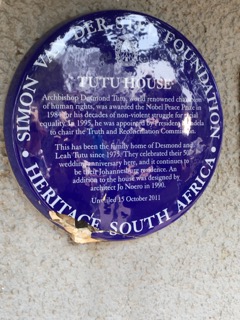 SIMON VAN DER STEL FOUNDATION
TUTU HOUSE
Archbishop Desmond Tutu, world renowned champion
of human rights, was awarded the Nobel Peace Prize in
1984 for his decades of non-violent struggle for racial
equality. In 1995, he was appointed by President Mandela
to chair the Truth and Reconciliation Commission.
This has been the family home of Desmond and
Leah Tutu since 1975. They celebrated their 50th
wedding anniversary here, and it continues to
be their Johannesburg residence. An
addition to the house was designed by
architect Jo Noero in 1990.
Unveiled 15 October 2011
HERITAGE, SOUTH AFRICA